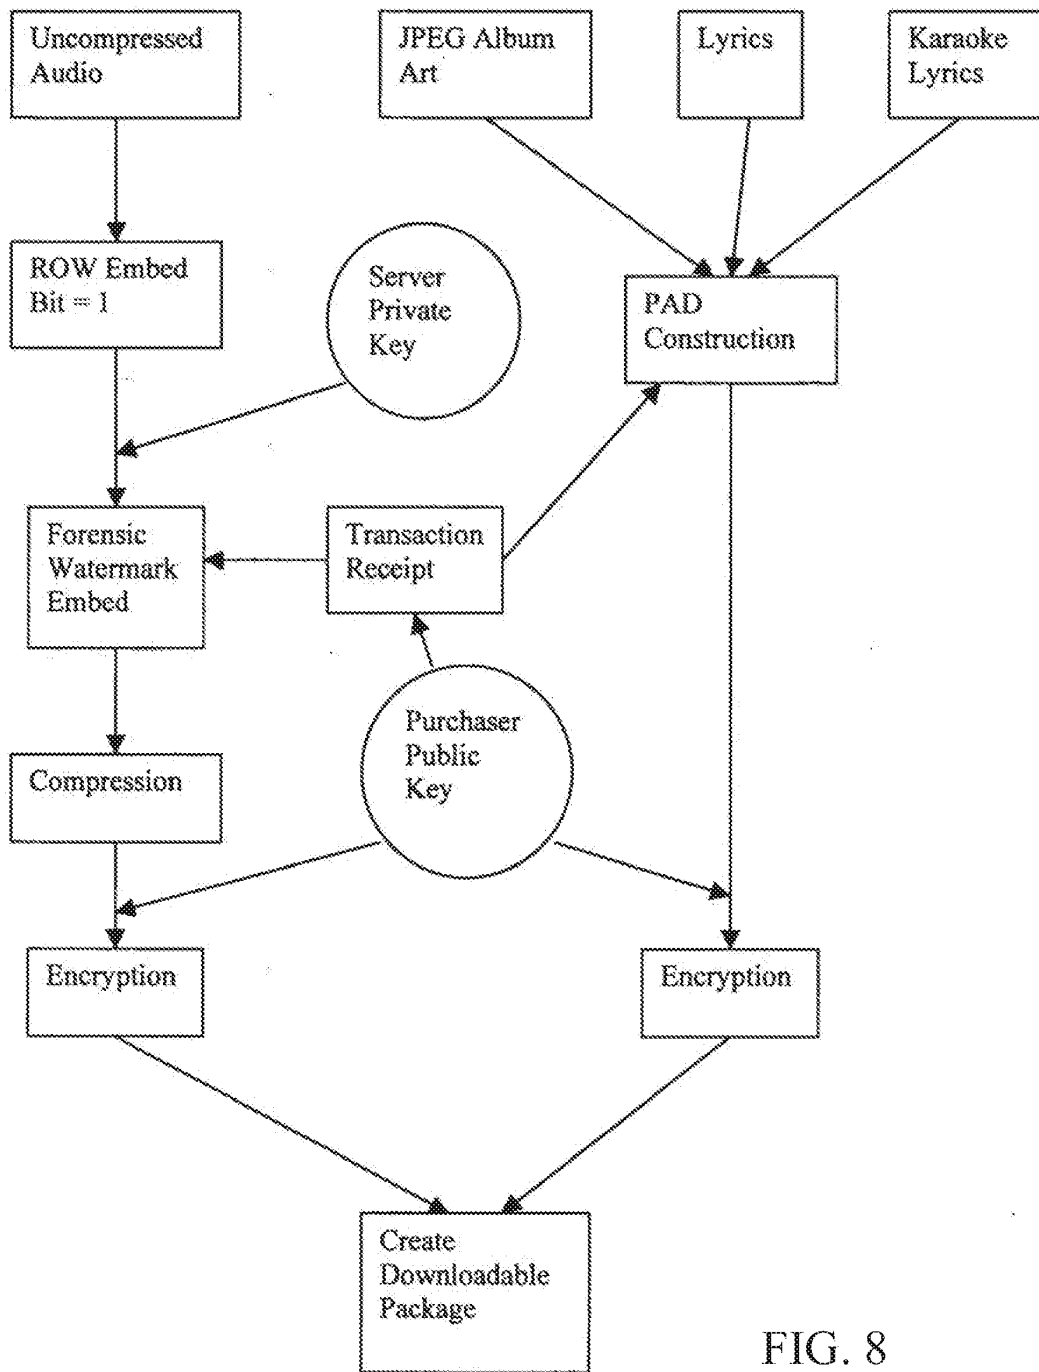 Uncompressed
Audio
JPEG Album
Art
Lyrics
Karaoke
Lyrics
ROW Embed
Bit = 1
Server
Private
Key
PAD
Construction
Forensic
Watermark
Embed
Transaction
Receipt
Purchaser
Public
Key
Compression
Encryption
Encryption
Create
Downloadable
Package
FIG. 8